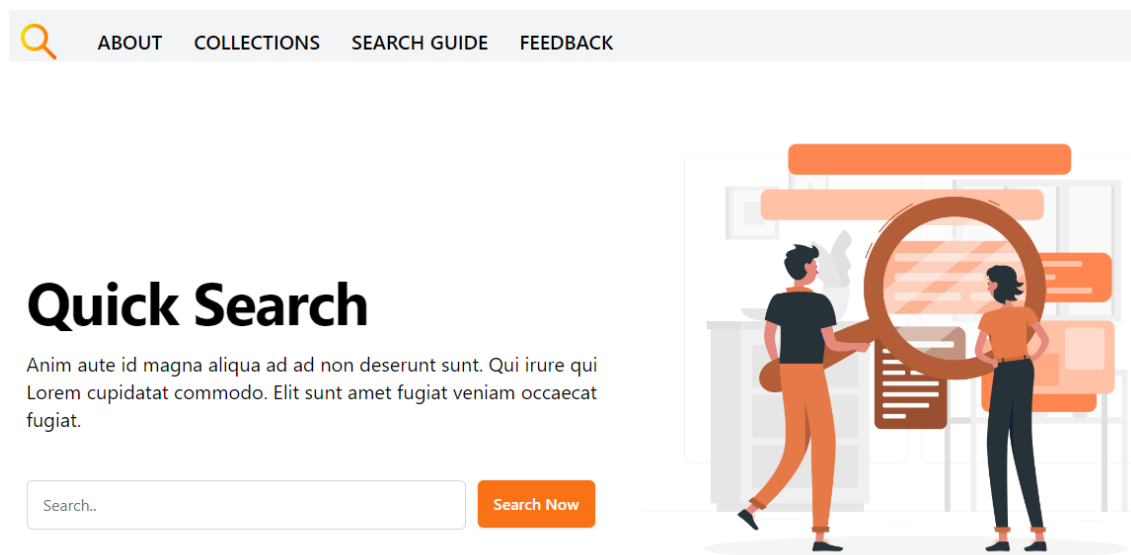 ABOUT COLLECTIONS SEARCH GUIDE FEEDBACK
Quick Search
Anim aute id magna aliqua ad ad non deserunt sunt. Qui irure qui
Lorem cupidatat commodo. Elit sunt amet fugiat veniam occaecat
fugiat.
Search.. Search Now